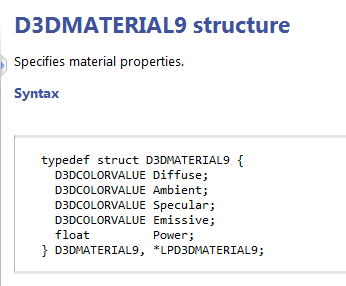 D3DMATERIAL9 structure
Specifies material properties.
Syntax
typedef struct D3DMATERIAL9 {
  D3DCOLORVALUE Diffuse;
  D3DCOLORVALUE Ambient;
  D3DCOLORVALUE Specular;
  D3DCOLORVALUE Emissive;
  float         Power;
} D3DMATERIAL9, *LPD3DMATERIAL9;